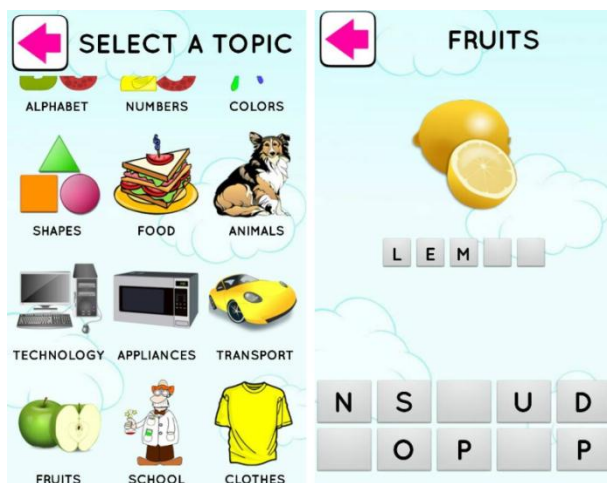 SELECT A TOPIC
ALPHABET NUMBERS COLORS
SHAPES FOOD ANIMALS
TECHNOLOGY APPLIANCES TRANSPORT
FRUITS SCHOOL CLOTHES
FRUITS
L E M
N S U D
O P P